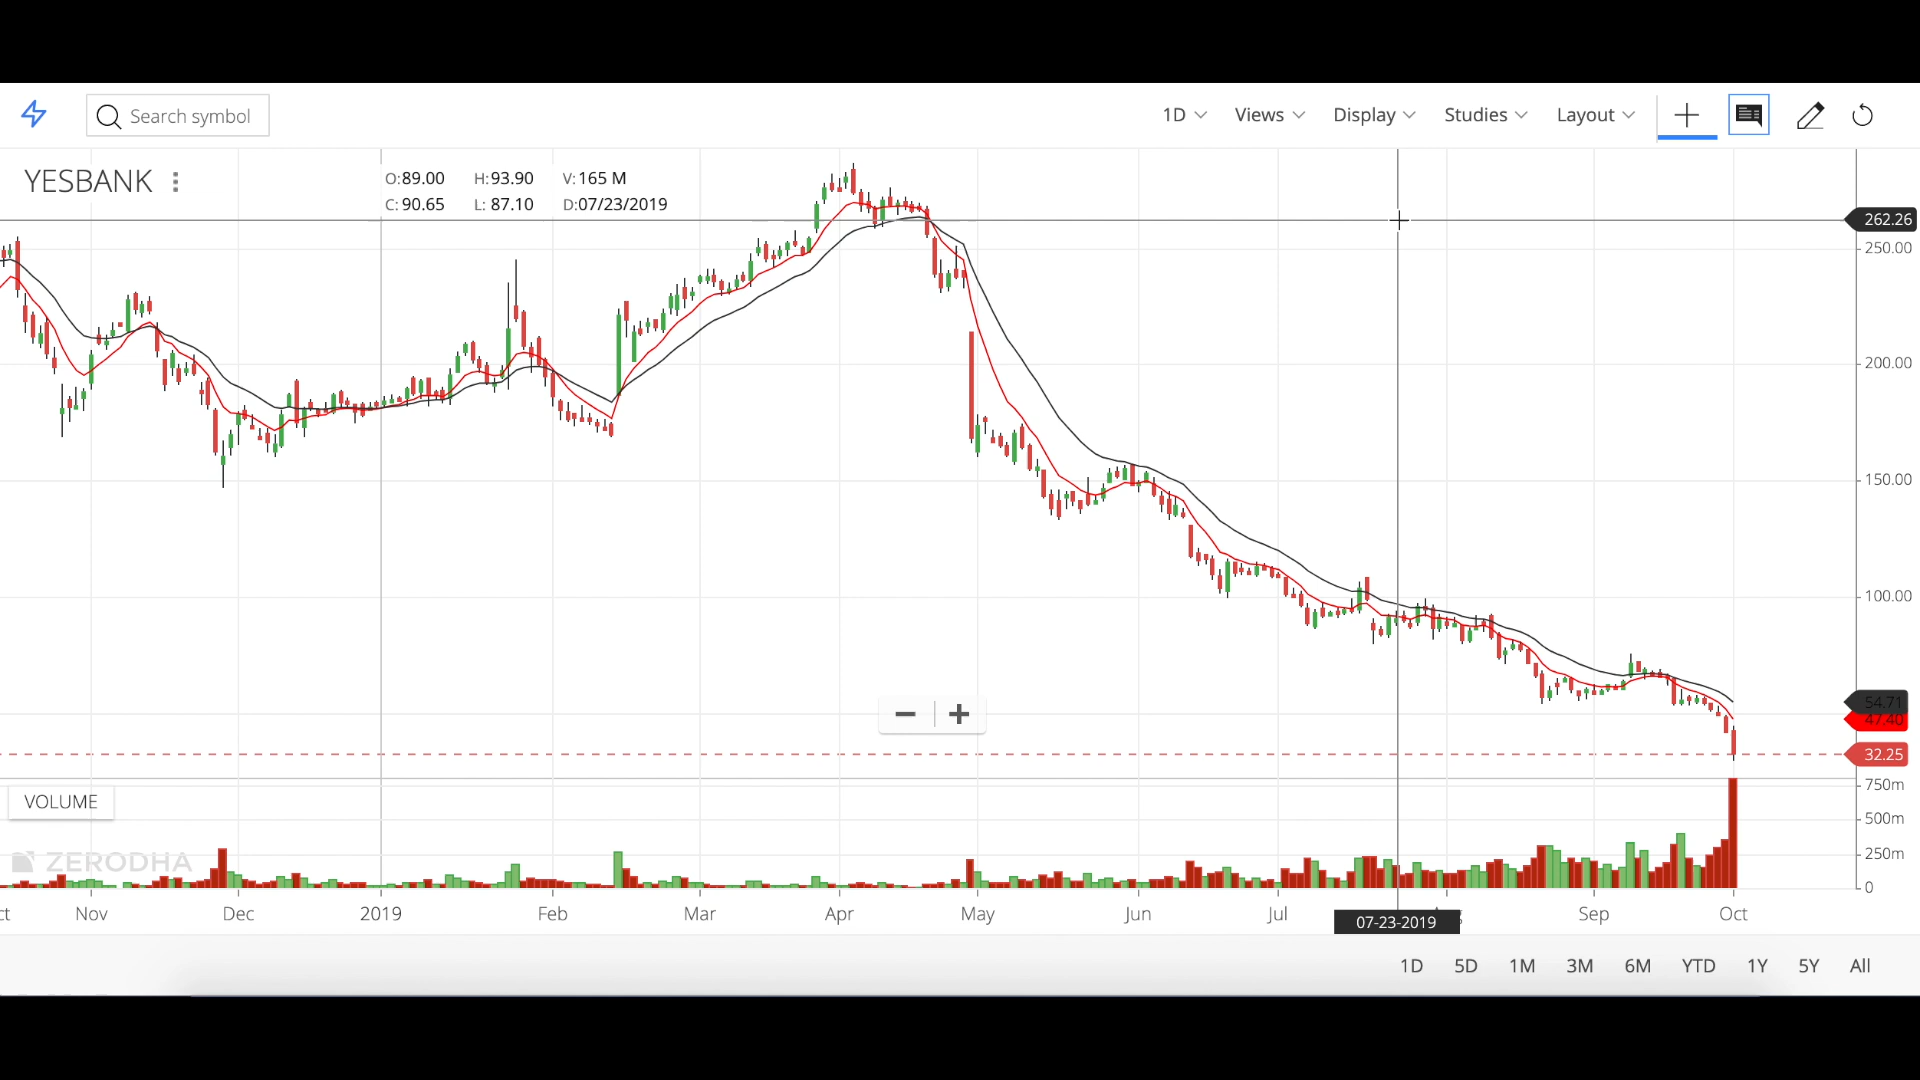 Search symbol
1D Views Display Studies Layout
YESBANK
O:89.00 H:93.90 V:165 M
C:90.65 L: 87.10 D:07/23/2019
262.26
250.00
200.00
150.00
100.00
54.71
47.40
32.25
VOLUME
750m
500m
250m
0
ZERODHA
Nov Dec 2019 Feb Mar Apr May Jun Jul 07-23-2019 Sep Oct
1D 5D 1M 3M 6M YTD 1Y 5Y All